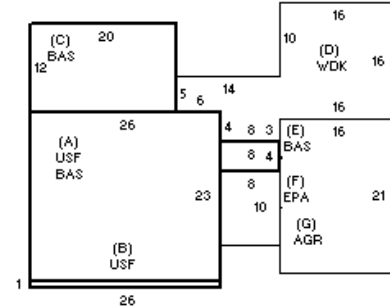 16
20
(C)
BAS
10
(D)
WDK
16
12
5
6
14
16
26
4
8
3
(E)
BAS
16
(A)
USF
BAS
8
4
23
8
(F)
EPA
21
10
(G)
AGR
(B)
USF
1
26